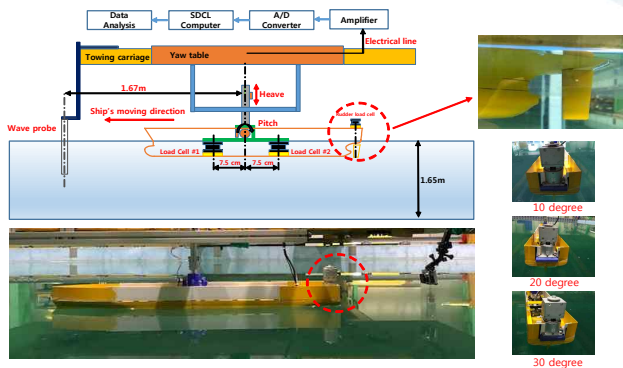 Data Analysis
SDCL Computer
A/D Converter
Amplifier
Electrical line
Towing carriage
Yaw table
1.67m
Heave
Ship's moving direction
Pitch
Rudder load cell
Wave probe
Load Cell #1
Load Cell #2
7.5 cm
7.5 cm
1.65m
10 degree
20 degree
30 degree